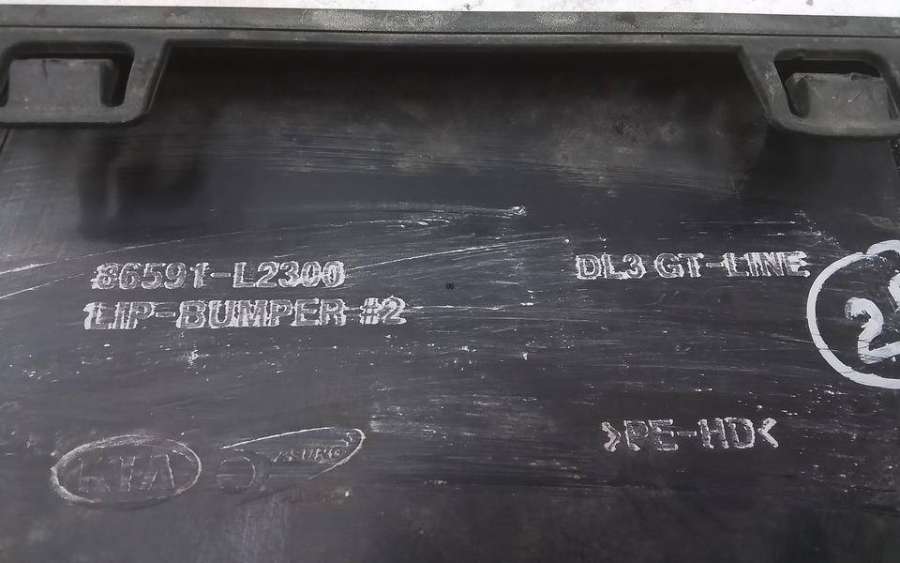 86591-L2300
LIP-BUMPER #2
DL3 GT-LINE
>PE-HD<
KIA